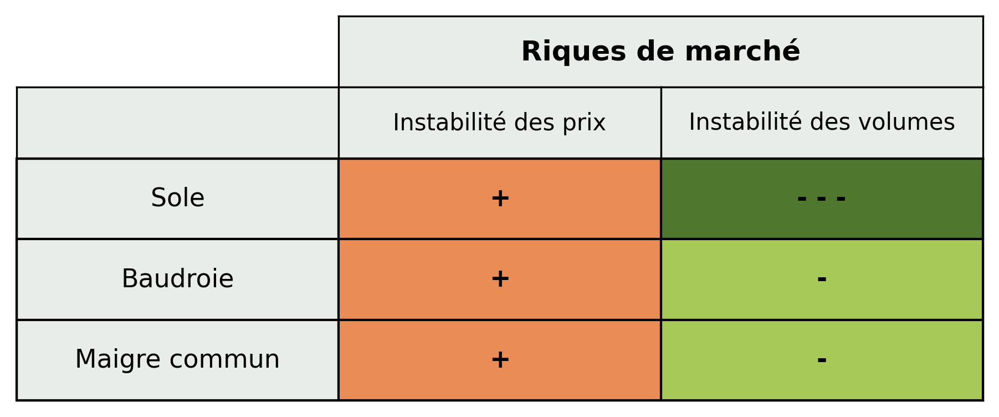 Riques de marché
Instabilité des prix Instabilité des volumes
Sole + - - -
Baudroie + -
Maigre commun + -